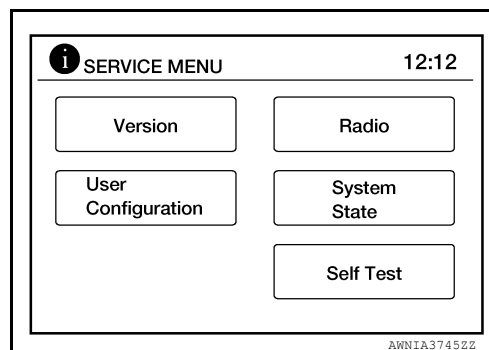 i SERVICE MENU 12:12
Version Radio
User
Configuration
System
State
Self Test
AWNIA3745ZZ